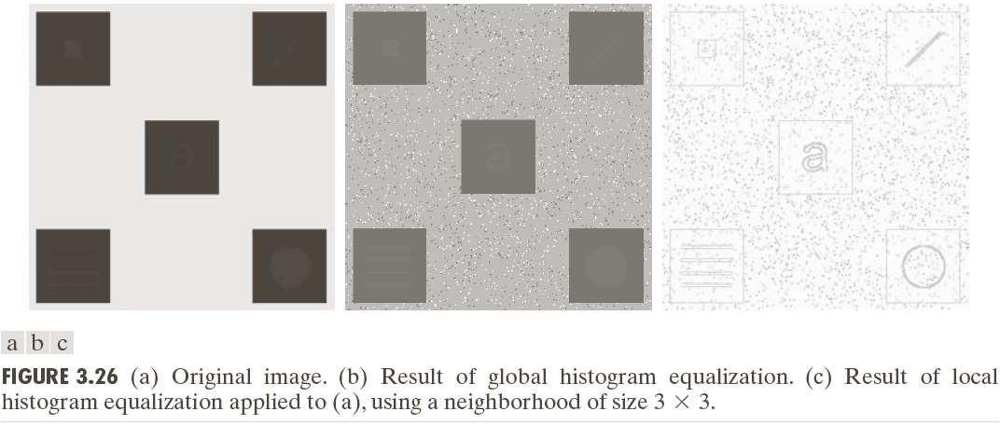 a
a
a
a b c
FIGURE 3.26 (a) Original image. (b) Result of global histogram equalization. (c) Result of local
histogram equalization applied to (a), using a neighborhood of size 3 × 3.